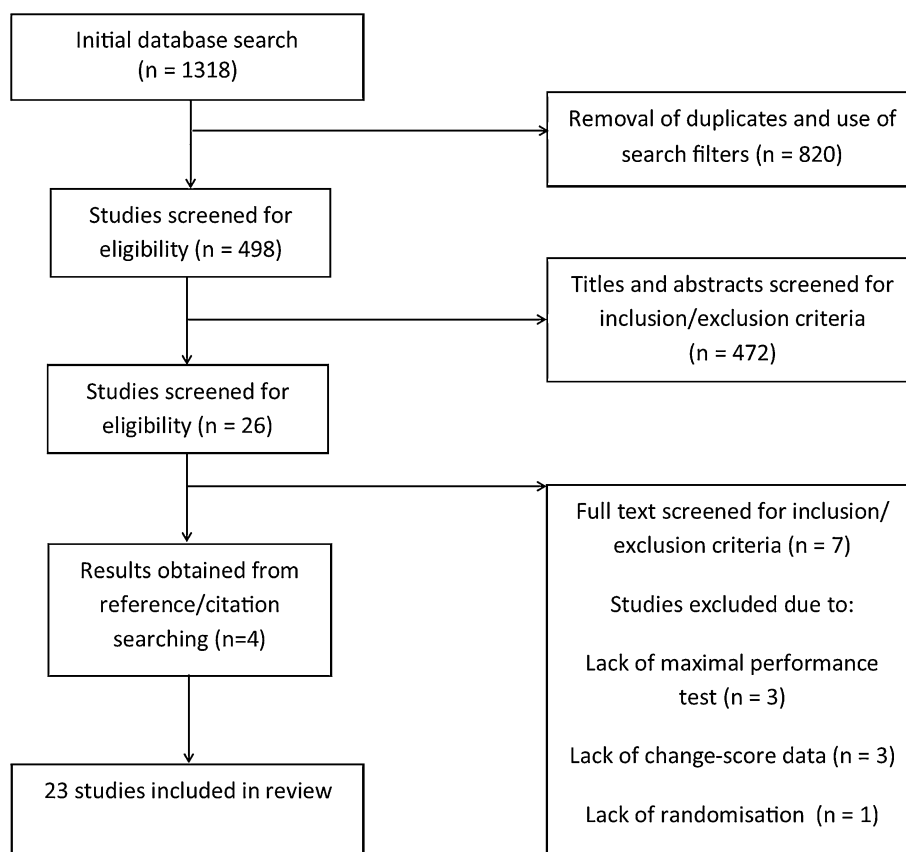 Initial database search
(n = 1318)
Removal of duplicates and use of
search filters (n = 820)
Studies screened for
eligibility (n = 498)
Titles and abstracts screened for
inclusion/exclusion criteria
(n = 472)
Studies screened for
eligibility (n = 26)
Full text screened for inclusion/
exclusion criteria (n = 7)
Studies excluded due to:
Lack of maximal performance
test (n = 3)
Lack of change-score data (n = 3)
Lack of randomisation (n = 1)
Results obtained from
reference/citation
searching (n=4)
23 studies included in review